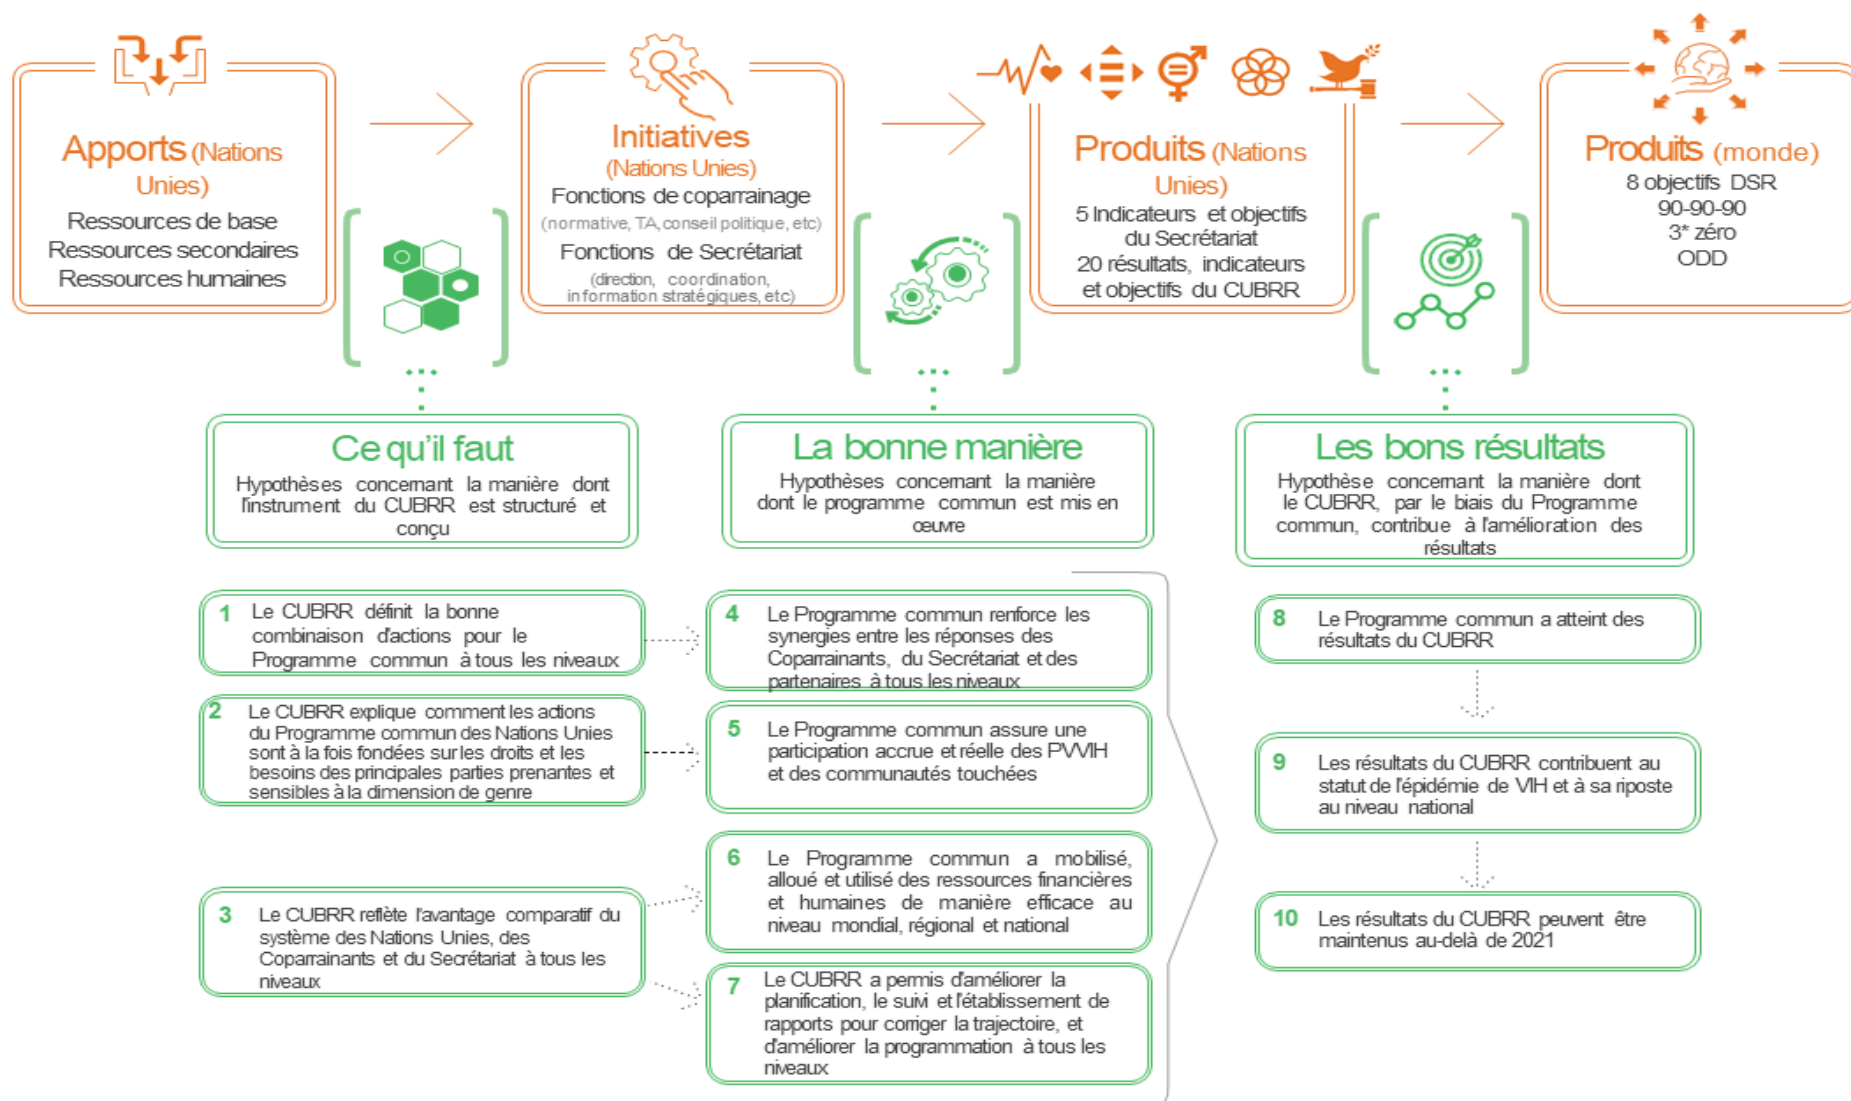 Apports (Nations
Unies)
Ressources de base
Ressources secondaires
Ressources humaines
Initiatives
(Nations Unies)
Fonctions de coparrainage
(normative, TA, conseil politique, etc)
Fonctions de Secrétariat
(direction, coordination,
information stratégiques, etc)
Produits (Nations
Unies)
5 Indicateurs et objectifs
du Secrétariat
20 résultats, indicateurs
et objectifs du CUBRR
Produits (monde)
8 objectifs DSR
90-90-90
3* zéro
ODD
Ce qu'il faut
Hypothèses concernant la manière dont
l'instrument du CUBRR est structuré et
conçu
La bonne manière
Hypothèses concernant la manière
dont le programme commun est mis en
œuvre
Les bons résultats
Hypothèse concernant la manière dont
le CUBRR, par le biais du Programme
commun, contribue à l'amélioration des
résultats
1 Le CUBRR définit la bonne
combinaison d'actions pour le
Programme commun à tous les niveaux
2 Le CUBRR explique comment les actions
du Programme commun des Nations Unies
sont à la fois fondées sur les droits et les
besoins des principales parties prenantes et
sensibles à la dimension de genre
3 Le CUBRR reflète l'avantage comparatif du
système des Nations Unies, des
Coparrainants et du Secrétariat à tous les
niveaux
4 Le Programme commun renforce les
synergies entre les réponses des
Coparrainants, du Secrétariat et des
partenaires à tous les niveaux
5 Le Programme commun assure une
participation accrue et réelle des PVVIH
et des communautés touchées
6 Le Programme commun a mobilisé,
alloué et utilisé des ressources financières
et humaines de manière efficace au
niveau mondial, régional et national
7 Le CUBRR a permis d'améliorer la
planification, le suivi et l'établissement de
rapports pour corriger la trajectoire, et
d'améliorer la programmation à tous les
niveaux
8 Le Programme commun a atteint des
résultats du CUBRR
9 Les résultats du CUBRR contribuent au
statut de l'épidémie de VIH et à sa riposte
au niveau national
10 Les résultats du CUBRR peuvent être
maintenus au-delà de 2021